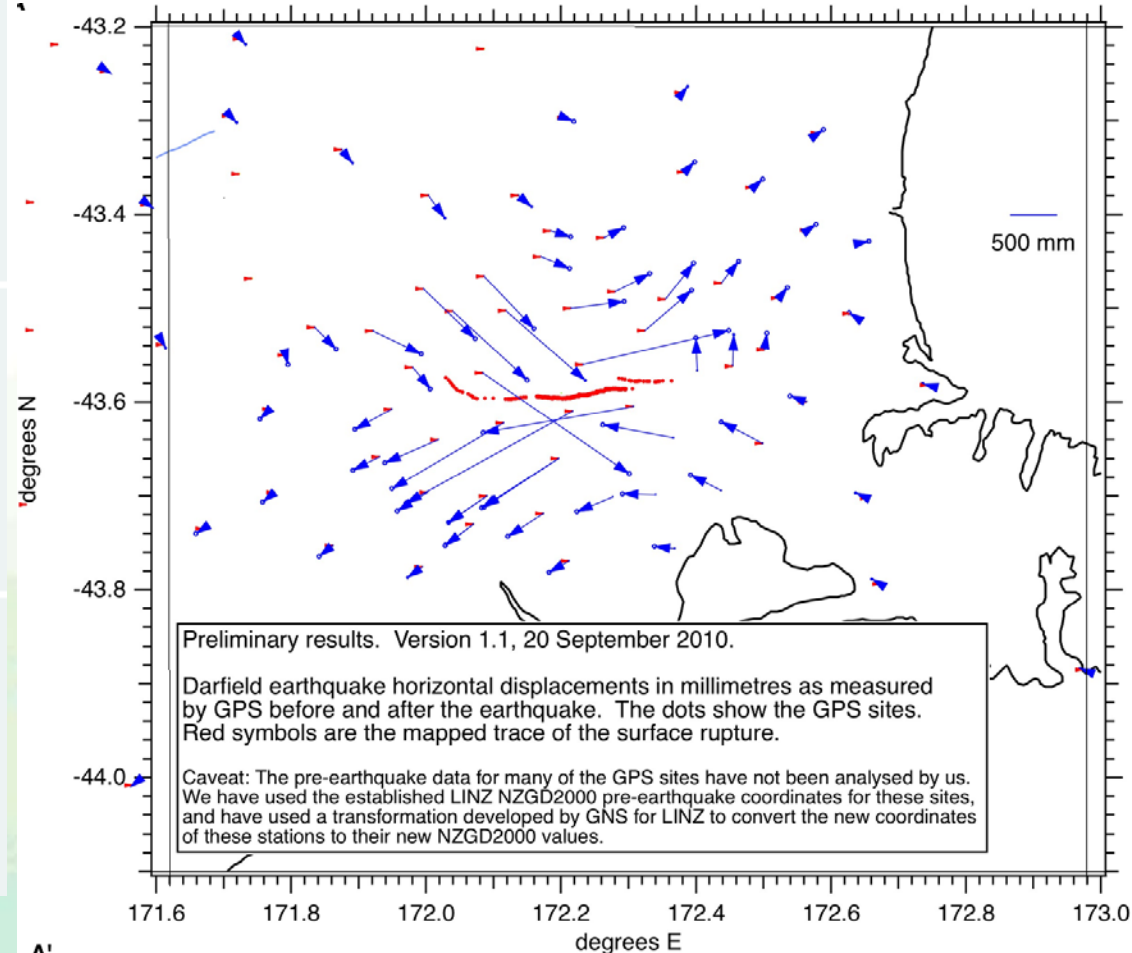 -43.2
-43.4
500 mm
-43.6
degrees N
-43.8
Preliminary results. Version 1.1, 20 September 2010.
Darfield earthquake horizontal displacements in millimetres as measured
by GPS before and after the earthquake. The dots show the GPS sites.
Red symbols are the mapped trace of the surface rupture.
Caveat: The pre-earthquake data for many of the GPS sites have not been analysed by us.
We have used the established LINZ NZGD2000 pre-earthquake coordinates for these sites,
and have used a transformation developed by GNS for LINZ to convert the new coordinates
of these stations to their new NZGD2000 values.
-44.0
171.6 171.8 172.0 172.2 172.4 172.6 172.8 173.0
degrees E
A'